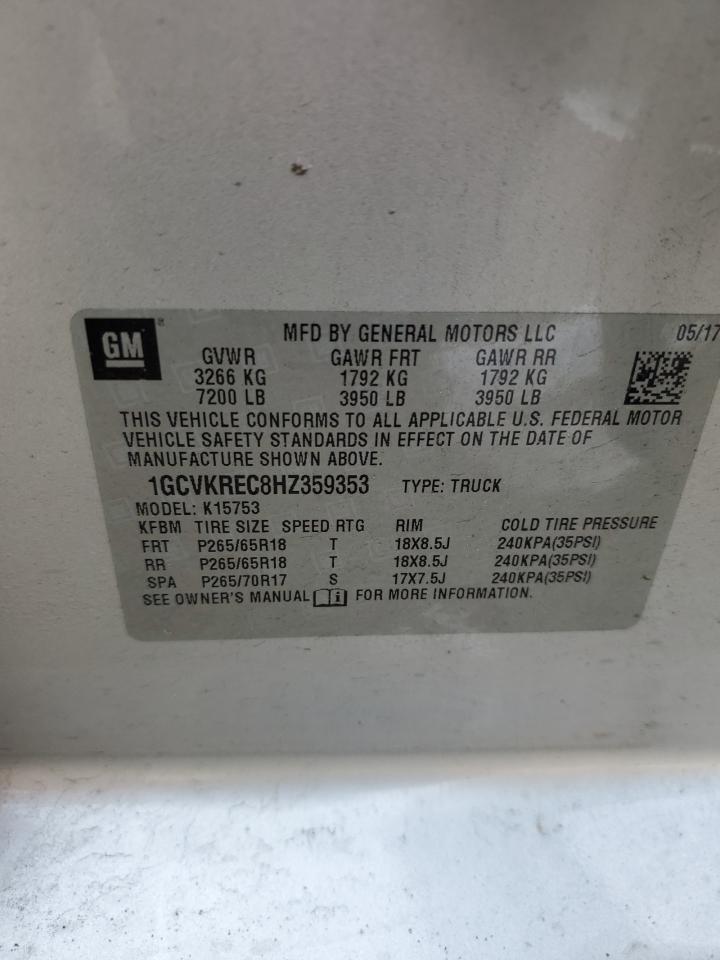 GM
®
MFD BY GENERAL MOTORS LLC 05/17
GVWR GAWR FRT GAWR RR
3266 KG 1792 KG 1792 KG
7200 LB 3950 LB 3950 LB
THIS VEHICLE CONFORMS TO ALL APPLICABLE U.S. FEDERAL MOTOR
VEHICLE SAFETY STANDARDS IN EFFECT ON THE DATE OF
MANUFACTURE SHOWN ABOVE.
1GCVKREC8HZ359353 TYPE: TRUCK
MODEL: K15753
KFBM TIRE SIZE SPEED RTG RIM COLD TIRE PRESSURE
FRT P265/65R18 T 18X8.5J 240KPA(35PSI)
RR P265/65R18 T 18X8.5J 240KPA(35PSI)
SPA P265/70R17 S 17X7.5J 240KPA(35PSI)
SEE OWNER'S MANUAL i FOR MORE INFORMATION.